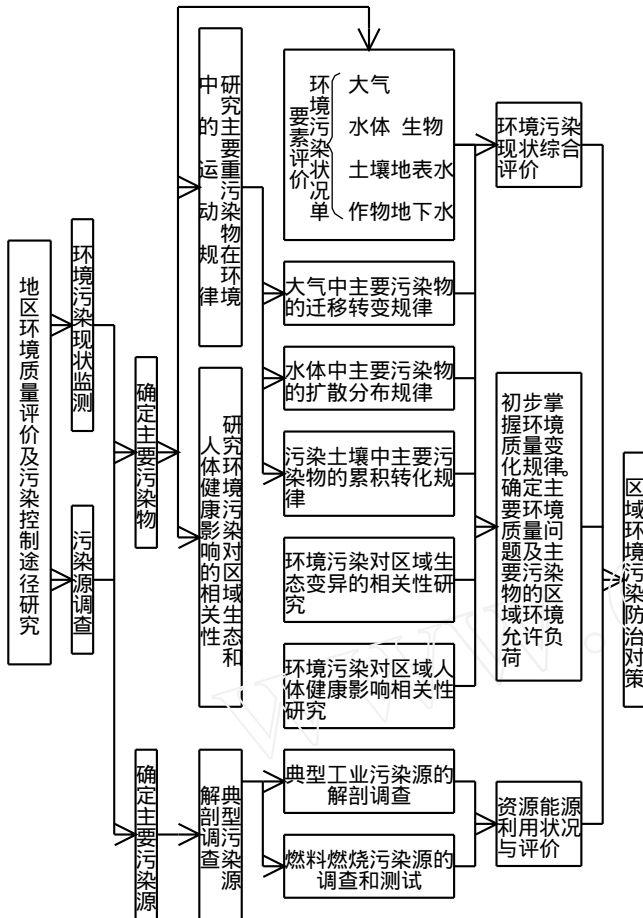 地区环境质量评价及污染控制途径研究
环境污染现状监测
污染源调查
确定主要污染物
确定主要污染源
研究主要重污染物在环境
中的运动规律
研究环境污染对区域生态和
人体健康影响的相关性
典型污染源
解剖调查
环境污染状况单
要素评价
大气
水体 生物
土壤地表水
作物地下水
大气中主要污染物
的迁移转变规律
水体中主要污染物
的扩散分布规律
污染土壤中主要污
染物的累积转化规
律
环境污染对区域生
态变异的相关性研
究
环境污染对区域人
体健康影响相关性
研究
典型工业污染源的
解剖调查
燃料燃烧污染源的
调查和测试
环境污染
现状综合
评价
初步掌
握环境
质量变
化规律。
确定主
要环境
质量问
题及主
要污染
物的区
域环境
允许负
荷
资源能源
利用状况
与评价
区域环境污染防治对策
www.